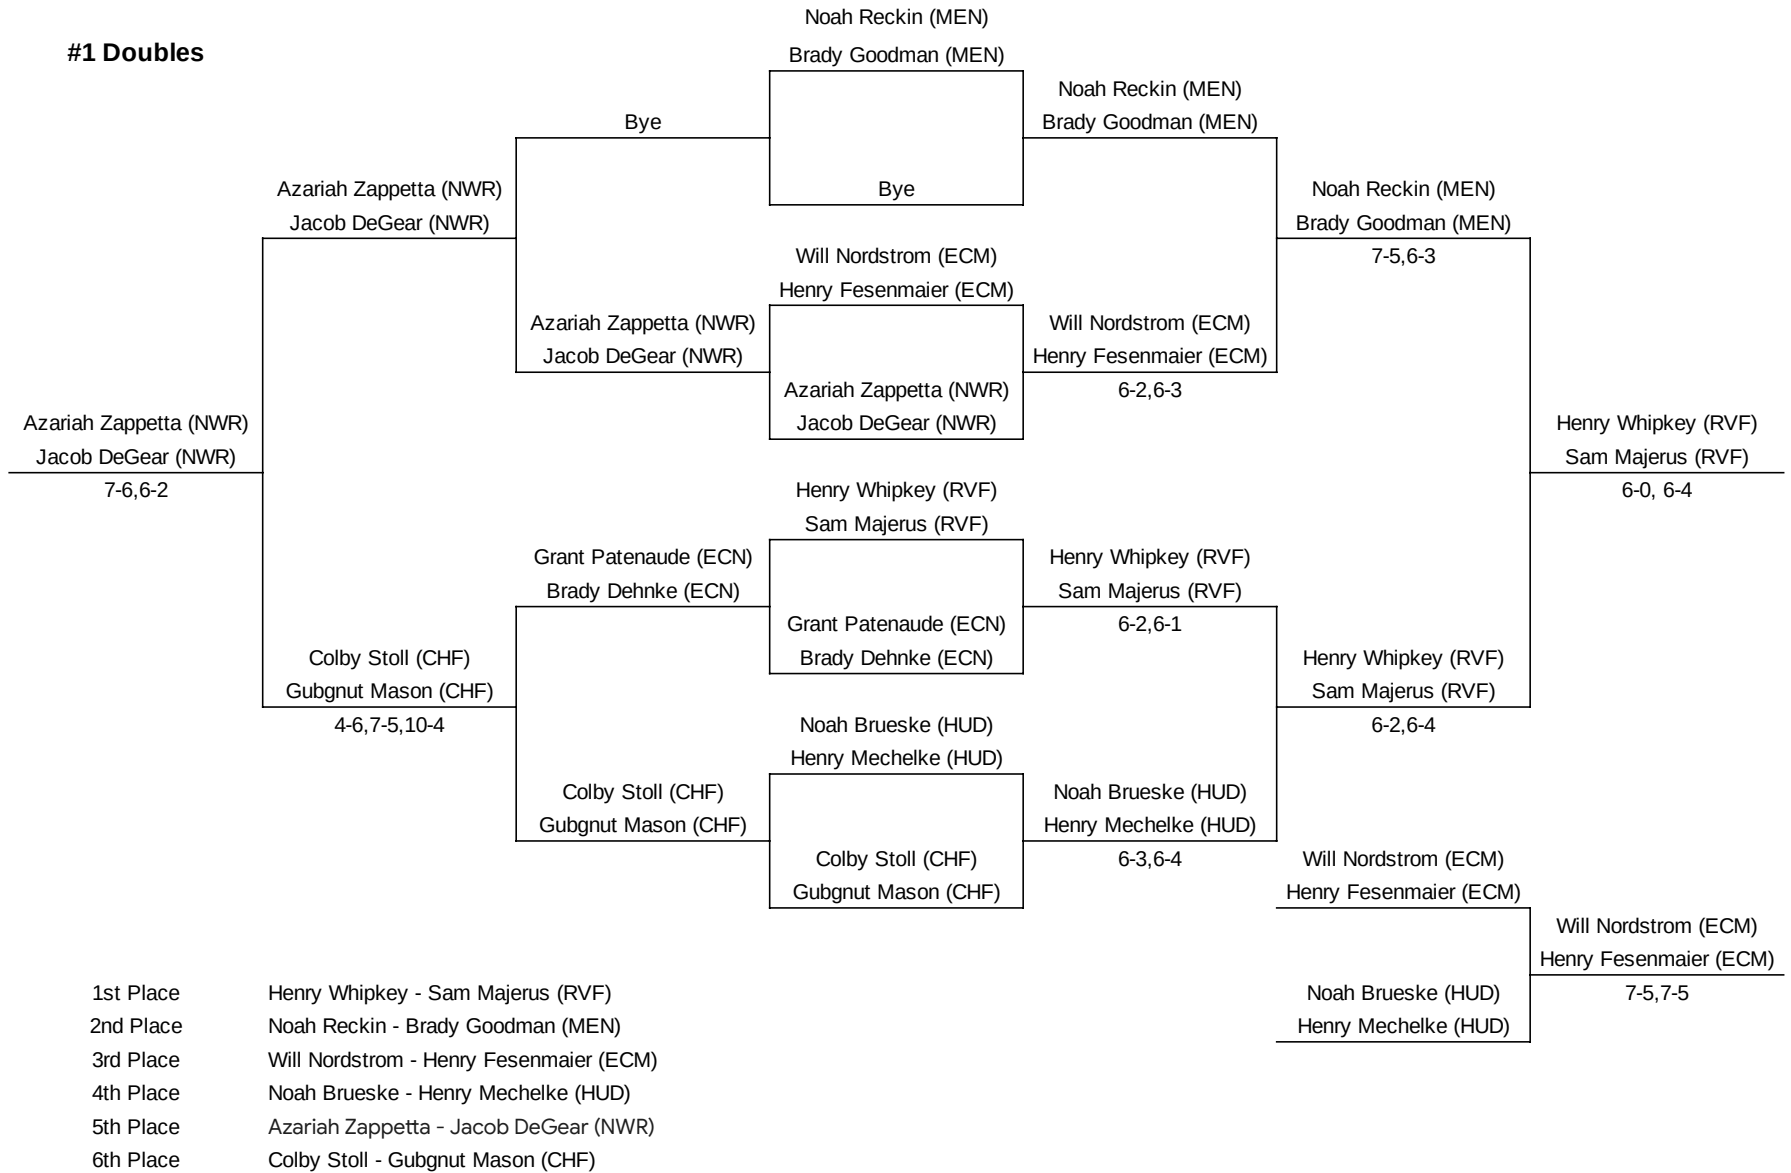 Noah Reckin (MEN)
#1 Doubles
Brady Goodman (MEN)
Noah Reckin (MEN)
Bye
Brady Goodman (MEN)
Azariah Zappetta (NWR)
Bye
Noah Reckin (MEN)
Jacob DeGear (NWR)
Brady Goodman (MEN)
Will Nordstrom (ECM)
7-5,6-3
Henry Fesenmaier (ECM)
Azariah Zappetta (NWR)
Will Nordstrom (ECM)
Jacob DeGear (NWR)
Henry Fesenmaier (ECM)
Azariah Zappetta (NWR)
6-2,6-3
Azariah Zappetta (NWR)
Jacob DeGear (NWR)
Henry Whipkey (RVF)
Jacob DeGear (NWR)
Sam Majerus (RVF)
7-6,6-2
Henry Whipkey (RVF)
6-0, 6-4
Sam Majerus (RVF)
Grant Patenaude (ECN)
Henry Whipkey (RVF)
Brady Dehnke (ECN)
Sam Majerus (RVF)
Grant Patenaude (ECN)
6-2,6-1
Colby Stoll (CHF)
Brady Dehnke (ECN)
Henry Whipkey (RVF)
Gubgnut Mason (CHF)
Sam Majerus (RVF)
4-6,7-5,10-4
Noah Brueske (HUD)
6-2,6-4
Henry Mechelke (HUD)
Colby Stoll (CHF)
Noah Brueske (HUD)
Gubgnut Mason (CHF)
Henry Mechelke (HUD)
Colby Stoll (CHF)
6-3,6-4
Will Nordstrom (ECM)
Gubgnut Mason (CHF)
Henry Fesenmaier (ECM)
Will Nordstrom (ECM)
Henry Fesenmaier (ECM)
1st Place Henry Whipkey - Sam Majerus (RVF)
Noah Brueske (HUD)
7-5,7-5
2nd Place Noah Reckin - Brady Goodman (MEN)
Henry Mechelke (HUD)
3rd Place Will Nordstrom - Henry Fesenmaier (ECM)
4th Place Noah Brueske - Henry Mechelke (HUD)
5th Place Azariah Zappetta - Jacob DeGear (NWR)
6th Place Colby Stoll - Gubgnut Mason (CHF)